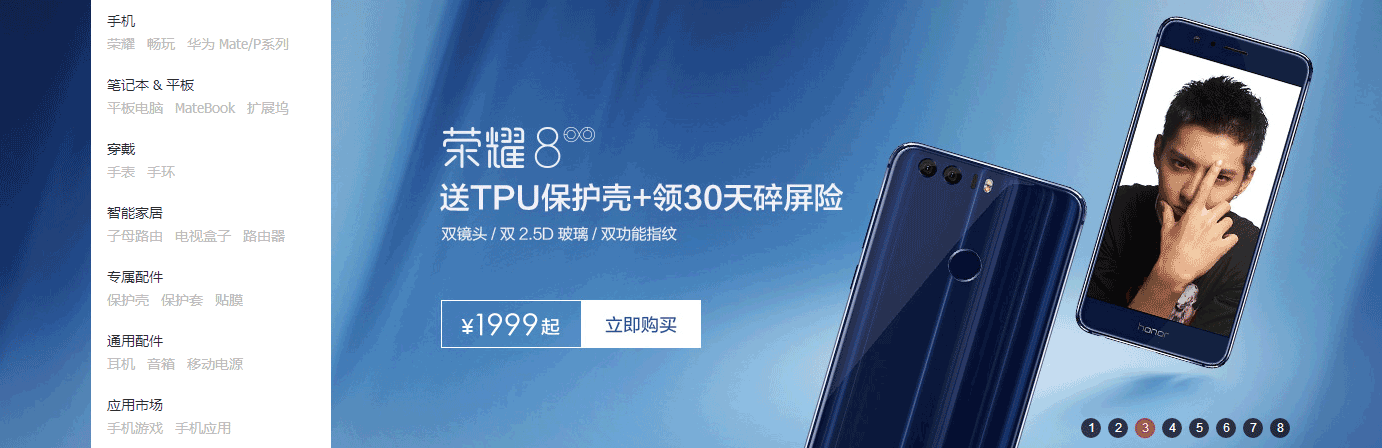 手机
荣耀 畅玩 华为 Mate/P系列
笔记本 & 平板
平板电脑 MateBook 扩展坞
穿戴
手表 手环
智能家居
子母路由 电视盒子 路由器
专属配件
保护壳 保护套 贴膜
通用配件
耳机 音箱 移动电源
应用市场
手机游戏 手机应用
荣耀 8
送TPU保护壳+领30天碎屏险
双镜头 / 双 2.5D 玻璃 / 双功能指纹
¥1999起 立即购买
honor
1 2 3 4 5 6 7 8